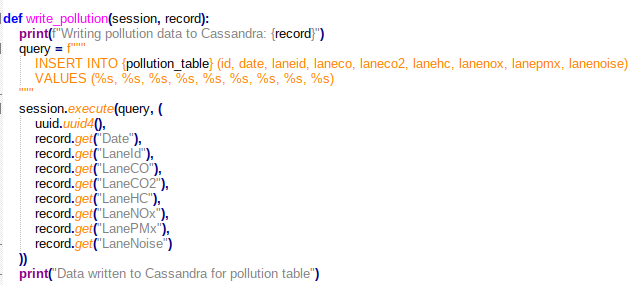 def write_pollution(session, record):
    print(f"Writing pollution data to Cassandra: {record}")
    query = f"""
        INSERT INTO {pollution_table} (id, date, laneid, laneco, laneco2, lanehc, lanenox, lanepmx, lanenoise)
        VALUES (%s, %s, %s, %s, %s, %s, %s, %s, %s)
    """
    session.execute(query, (
        uuid.uuid4(),
        record.get("Date"),
        record.get("LaneId"),
        record.get("LaneCO"),
        record.get("LaneCO2"),
        record.get("LaneHC"),
        record.get("LaneNOx"),
        record.get("LanePMx"),
        record.get("LaneNoise")
    ))
    print("Data written to Cassandra for pollution table")